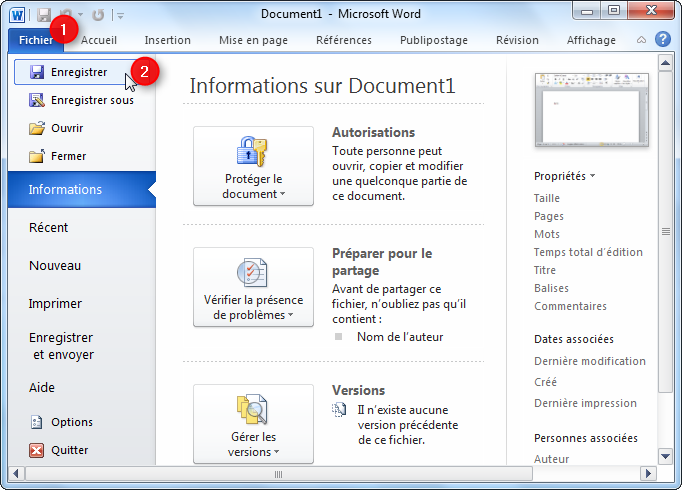 Document1 - Microsoft Word
Fichier
1
Accueil
Insertion
Mise en page
Références
Publipostage
Révision
Affichage
Enregistrer
2
Enregistrer sous
Ouvrir
Fermer
Informations
Récent
Nouveau
Imprimer
Enregistrer
et envoyer
Aide
Options
Quitter
Informations sur Document1
Protéger le
document
Autorisations
Toute personne peut
ouvrir, copier et modifier
une quelconque partie de
ce document.
Vérifier la présence
de problèmes
Préparer pour le
partage
Avant de partager ce
fichier, n'oubliez pas qu'il
contient :
Nom de l'auteur
Gérer les
versions
Versions
Il n'existe aucune
version précédente
de ce fichier.
Propriétés
Taille
Pages
Mots
Temps total d'édition
Titre
Balises
Commentaires
Dates associées
Dernière modification
Créé
Dernière impression
Personnes associées
Auteur